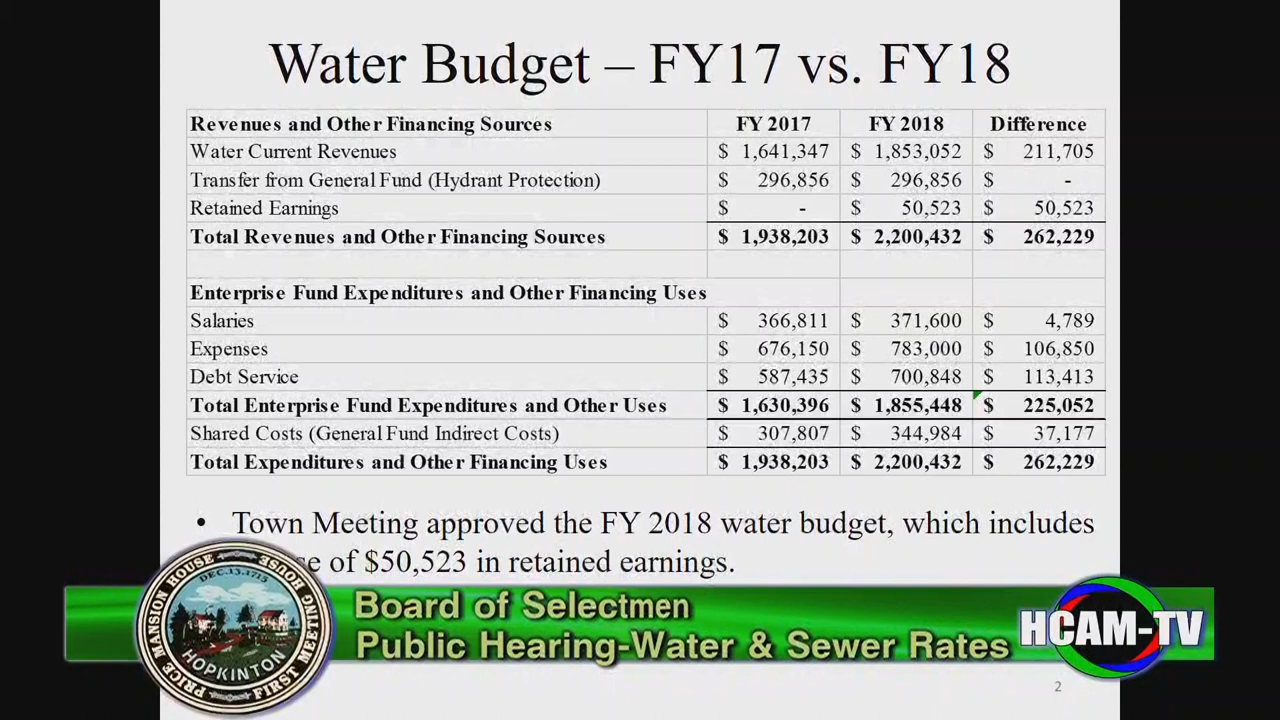 Water Budget – FY17 vs. FY18
Revenues and Other Financing Sources FY 2017 FY 2018 Difference
Water Current Revenues $ 1,641,347 $ 1,853,052 $ 211,705
Transfer from General Fund (Hydrant Protection) $ 296,856 $ 296,856 $ -
Retained Earnings $ - $ 50,523 $ 50,523
Total Revenues and Other Financing Sources $ 1,938,203 $ 2,200,432 $ 262,229
Enterprise Fund Expenditures and Other Financing Uses
Salaries $ 366,811 $ 371,600 $ 4,789
Expenses $ 676,150 $ 783,000 $ 106,850
Debt Service $ 587,435 $ 700,848 $ 113,413
Total Enterprise Fund Expenditures and Other Uses $ 1,630,396 $ 1,855,448 $ 225,052
Shared Costs (General Fund Indirect Costs) $ 307,807 $ 344,984 $ 37,177
Total Expenditures and Other Financing Uses $ 1,938,203 $ 2,200,432 $ 262,229
• Town Meeting approved the FY 2018 water budget, which includes
of $50,523 in retained earnings.
Board of Selectmen
Public Hearing-Water & Sewer Rates
PRICE MANSION HOUSE
DEC.13.1715
FIRST MEETING HOUSE
HOPKINTON
HCAM-TV
2